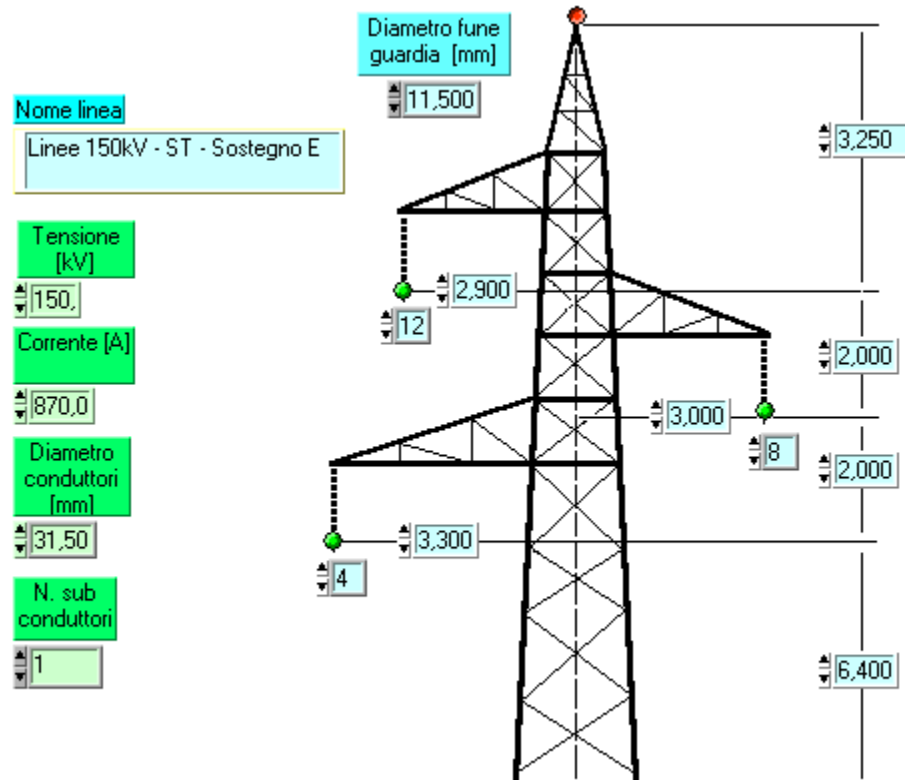 Diametro fune
guardia [mm]
11,500
Nome linea
Linee 150kV - ST - Sostegno E
3,250
Tensione
[kV]
150,
2,900
12
Corrente [A]
870,0
2,000
3,000
8
Diametro
conduttori
[mm]
31,50
2,000
3,300
4
N. sub
conduttori
1
6,400